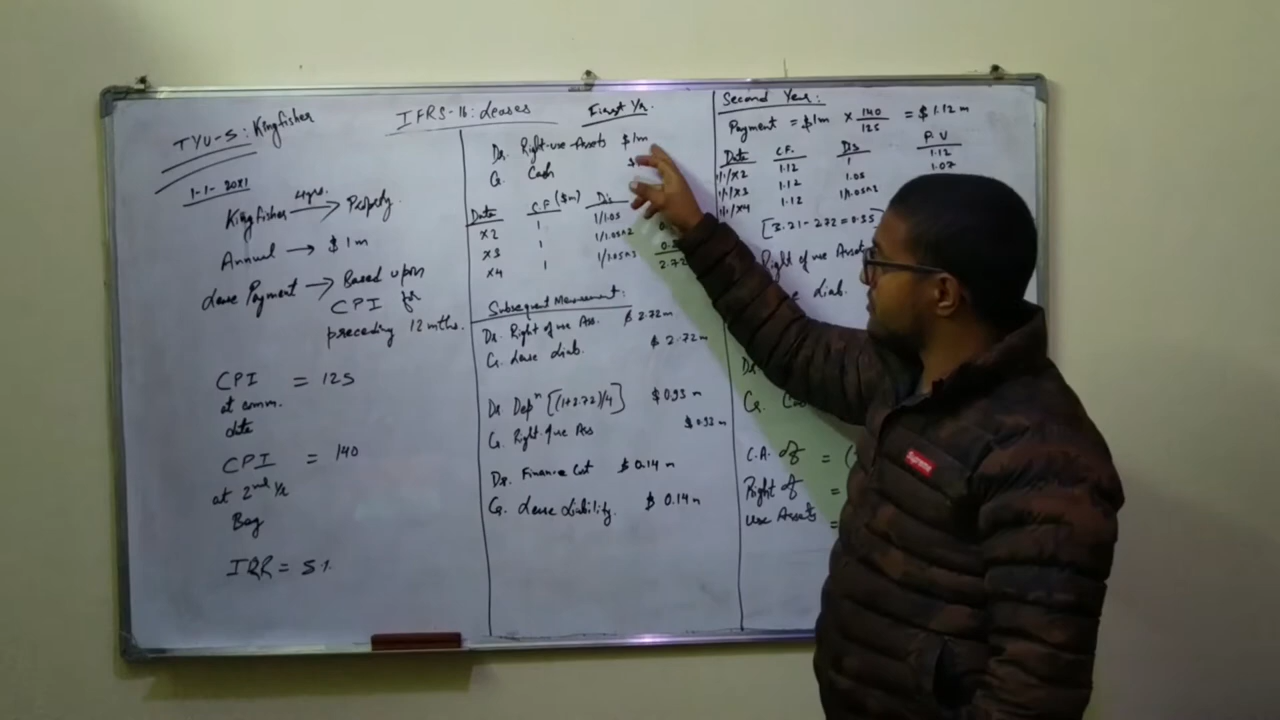 TYU-5: Kingfisher
1-1-20X1
Kingfisher 4yrs. → Property.
Annual → $ 1m
Lease Payment → Based upon
CPI for
preceding 12 mths.
CPI = 125
at comm.
date
CPI = 140
at 2nd Yr
Beg
IRR = 5%
IFRS-16: Leases
First Yr.
Dr. Right-use-Assets $1m
Cr. Cash
Date C.F ($m) Dis
X2 1 1/1.05
X3 1 1/1.05^2
X4 1 1/1.05^3
2.72
Subsequent Measurement:
Dr. Right of use Ass. $ 2.72m
Cr. Lease Liab. $ 2.72m
Dr Depn [(1+2.72)/4] $ 0.93 m
Cr. Right of use Ass $ 0.93 m
Dr. Finance Cost $ 0.14 m
Cr. Lease Liability. $ 0.14 m
Second Year:
Payment = $1m × 140/125 = $ 1.12 m
Date C.F. Dis P.V
1/1/X2 1.12 1 1.12
1/1/X3 1.12 1.05 1.07
1/1/X4 1.12 1/1.05^2
[3.21-2.72=0.35]
Right of use Asset
Lease Liab.
Cr. Cas
C.A. of = (
Right of =
use Assets =
Supreme